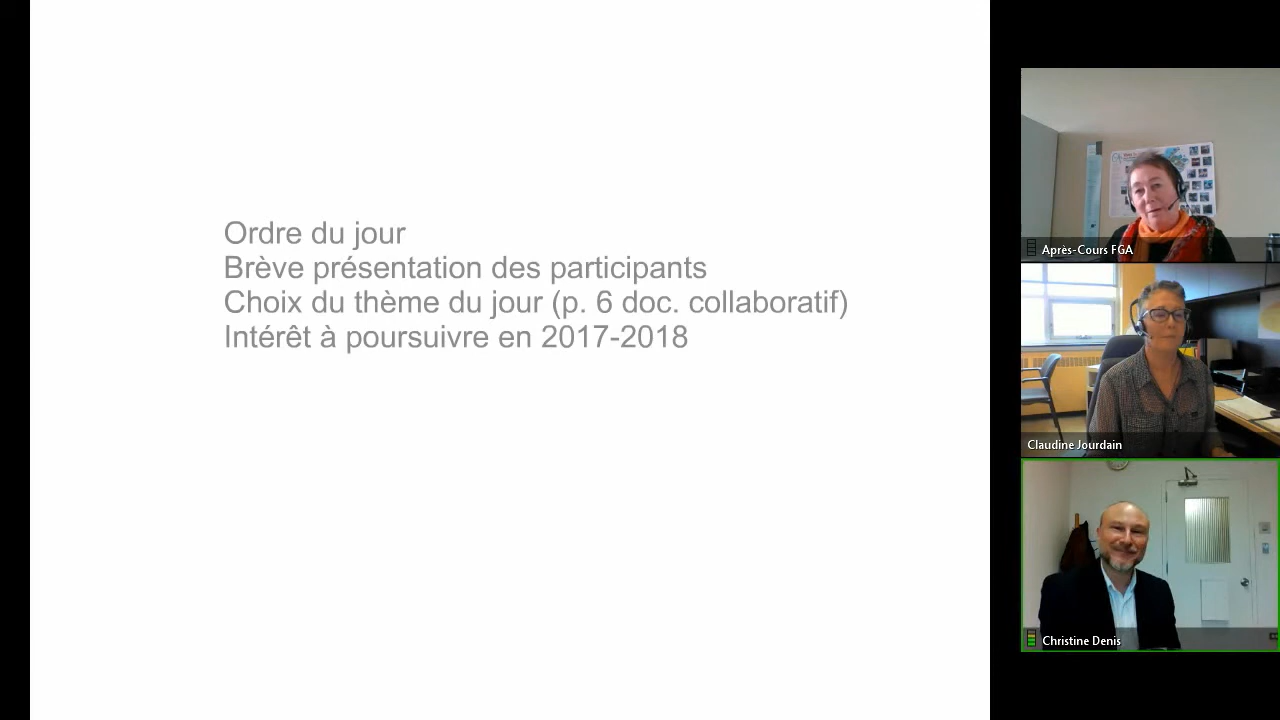 Ordre du jour
Brève présentation des participants
Choix du thème du jour (p. 6 doc. collaboratif)
Intérêt à poursuivre en 2017-2018
Après-Cours FGA
Claudine Jourdain
Christine Denis